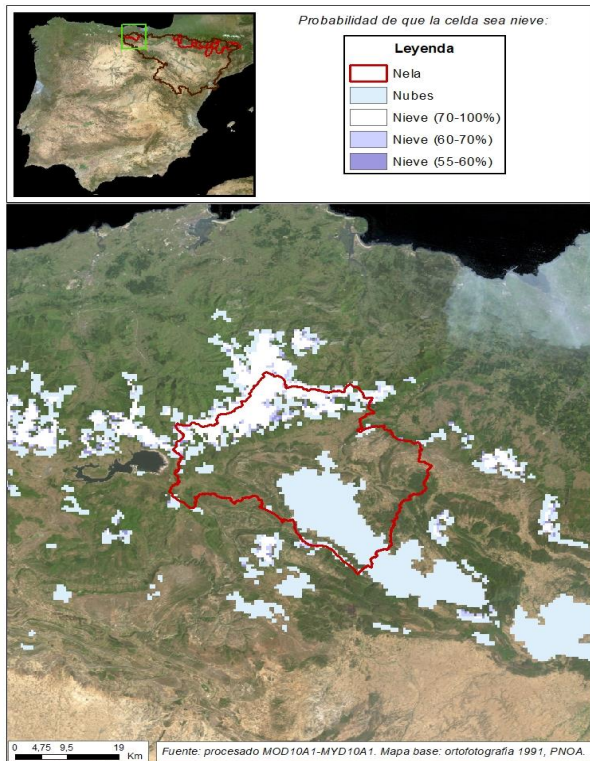 Probabilidad de que la celda sea nieve:
Leyenda
Nela
Nubes
Nieve (70-100%)
Nieve (60-70%)
Nieve (55-60%)
0 4,75 9,5 19
Km
Fuente: procesado MOD10A1-MYD10A1. Mapa base: ortofotografía 1991, PNOA.